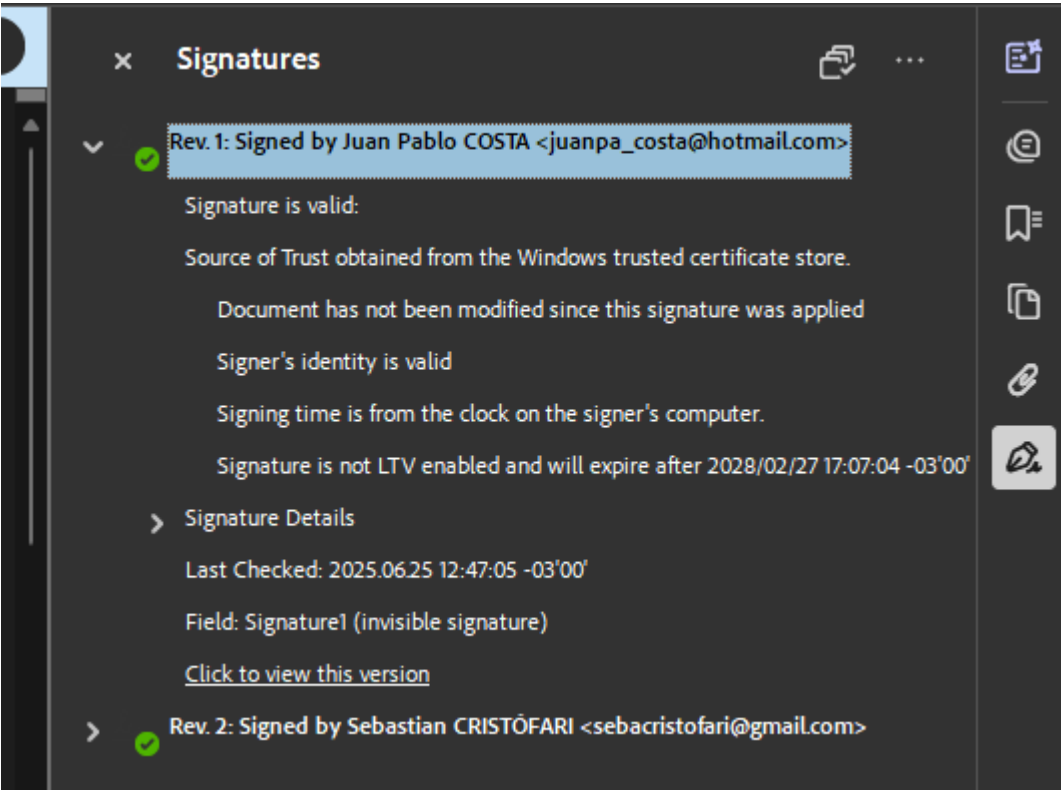 Signatures
Rev. 1: Signed by Juan Pablo COSTA <juanpa_costa@hotmail.com>
Signature is valid:
Source of Trust obtained from the Windows trusted certificate store.
Document has not been modified since this signature was applied
Signer's identity is valid
Signing time is from the clock on the signer's computer.
Signature is not LTV enabled and will expire after 2028/02/27 17:07:04 -03'00'
Signature Details
Last Checked: 2025.06.25 12:47:05 -03'00'
Field: Signature1 (invisible signature)
Click to view this version
Rev. 2: Signed by Sebastian CRISTÓFARI <sebacristofari@gmail.com>